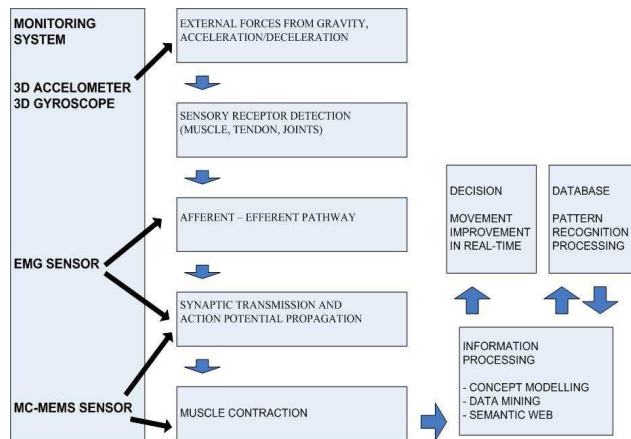 MONITORING
SYSTEM
3D ACCELOMETER
3D GYROSCOPE
EMG SENSOR
MC-MEMS SENSOR
EXTERNAL FORCES FROM GRAVITY,
ACCELERATION/DECELERATION
SENSORY RECEPTOR DETECTION
(MUSCLE, TENDON, JOINTS)
AFERENT – EFERENT PATHWAY
SYNAPTIC TRANSMISSION AND
ACTION POTENTIAL PROPAGATION
MUSCLE CONTRACTION
DECISION
MOVEMENT
IMPROVEMENT
IN REAL-TIME
DATABASE
PATTERN
RECOGNITION
PROCESSING
INFORMATION
PROCESSING
- CONCEPT MODELLING
- DATA MINING
- SEMANTIC WEB